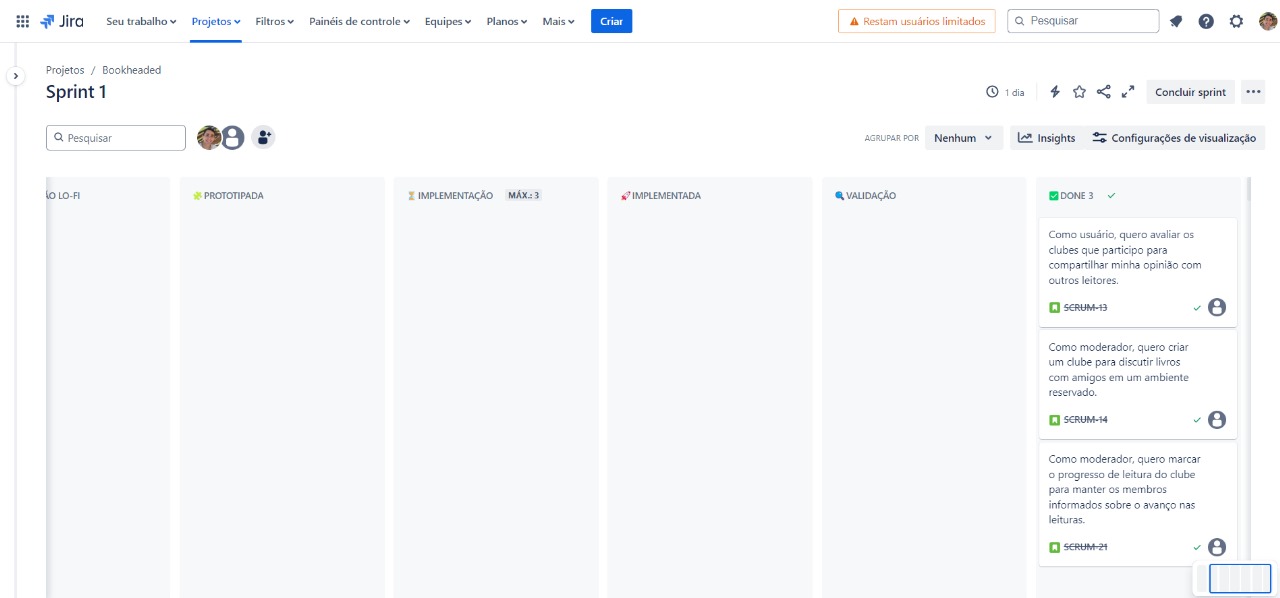 Jira Seu trabalho Projetos Filtros Painéis de controle Equipes Planos Mais Criar Restam usuários limitados Pesquisar
Projetos / Bookheaded
Sprint 1
1 dia Concluir sprint
Pesquisar
AGRUPAR POR Nenhum Insights Configurações de visualização
ÃO LO-FI PROTOTIPADA IMPLEMENTAÇÃO MÁX.: 3 IMPLEMENTADA VALIDAÇÃO DONE 3
Como usuário, quero avaliar os
clubes que participo para
compartilhar minha opinião com
outros leitores.
SCRUM-13
Como moderador, quero criar
um clube para discutir livros
com amigos em um ambiente
reservado.
SCRUM-14
Como moderador, quero marcar
o progresso de leitura do clube
para manter os membros
informados sobre o avanço nas
leituras.
SCRUM-21